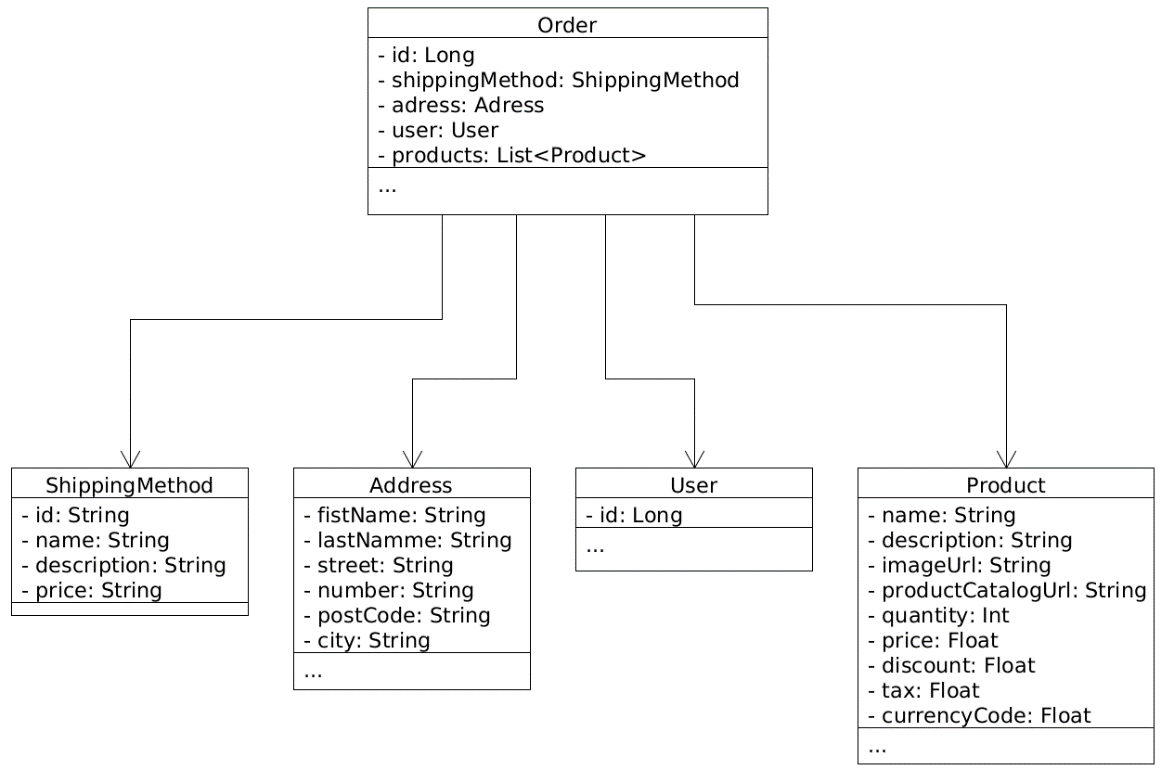 Order
- id: Long
- shippingMethod: ShippingMethod
- adress: Adress
- user: User
- products: List<Product>
...
ShippingMethod
- id: String
- name: String
- description: String
- price: String
Address
- fistName: String
- lastNamme: String
- street: String
- number: String
- postCode: String
- city: String
...
User
- id: Long
...
Product
- name: String
- description: String
- imageUrl: String
- productCatalogUrl: String
- quantity: Int
- price: Float
- discount: Float
- tax: Float
- currencyCode: Float
...